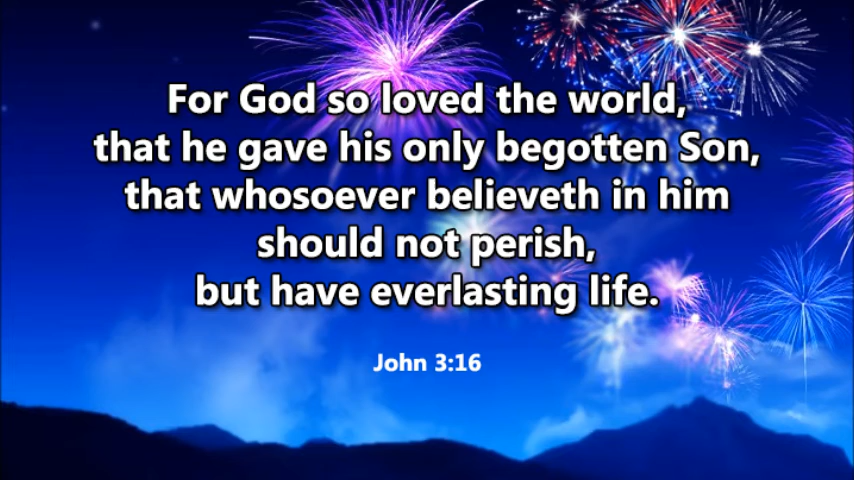 For God so loved the world,
that he gave his only begotten Son,
that whosoever believeth in him
should not perish,
but have everlasting life.
John 3:16